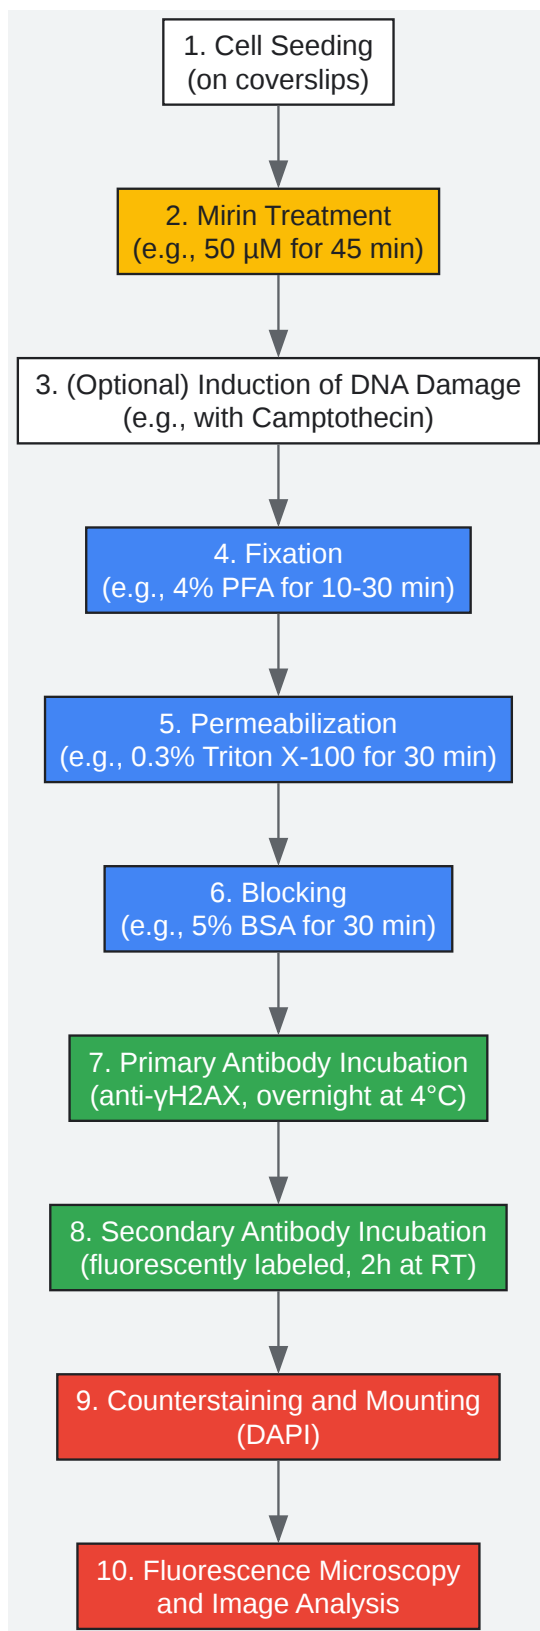 1. Cell Seeding
(on coverslips)
2. Mirin Treatment
(e.g., 50 µM for 45 min)
3. (Optional) Induction of DNA Damage
(e.g., with Camptothecin)
4. Fixation
(e.g., 4% PFA for 10-30 min)
5. Permeabilization
(e.g., 0.3% Triton X-100 for 30 min)
6. Blocking
(e.g., 5% BSA for 30 min)
7. Primary Antibody Incubation
(anti-γH2AX, overnight at 4°C)
8. Secondary Antibody Incubation
(fluorescently labeled, 2h at RT)
9. Counterstaining and Mounting
(DAPI)
10. Fluorescence Microscopy
and Image Analysis